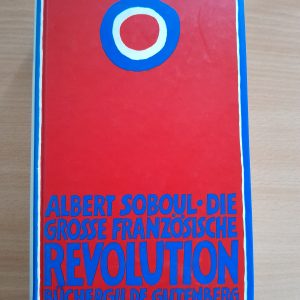 ALBERT SOBOUL·DIE
GROSSE FRANZÖSISCHE
REVOLUTION
BÜCHERGILDE GUTENBERG